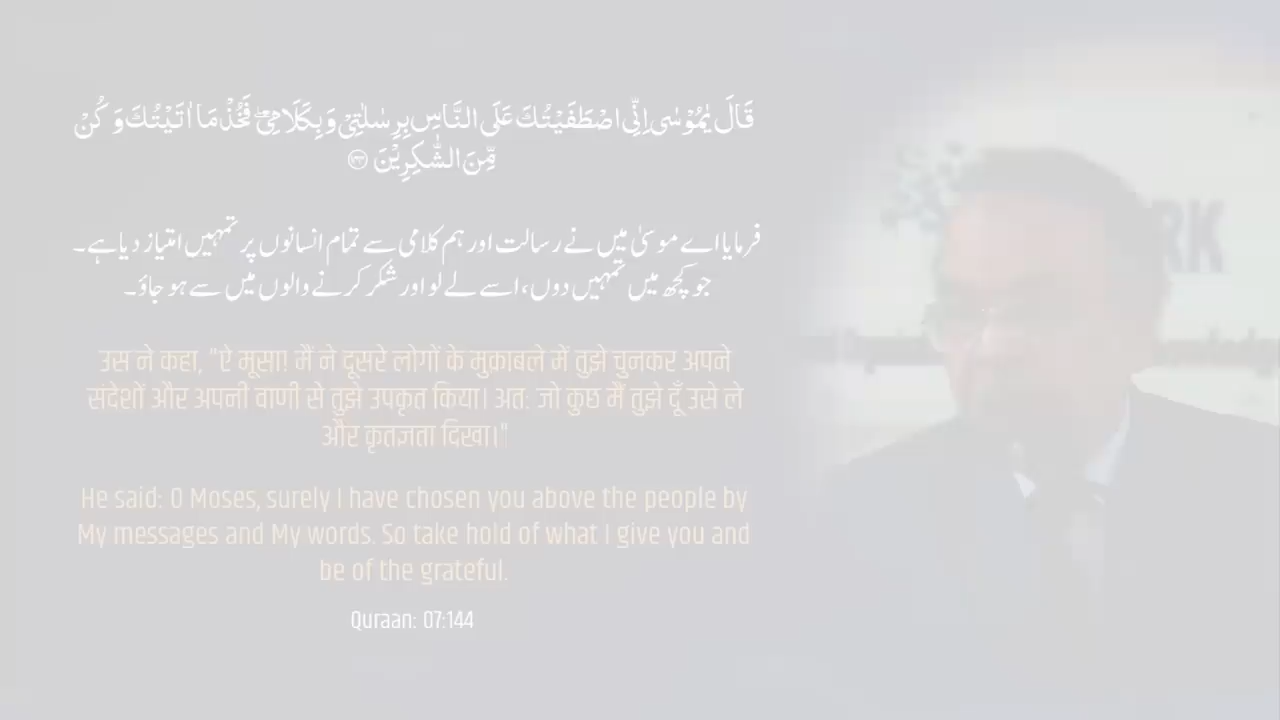 قَالَ يٰمُوْسٰى اِنِّى اصْطَفَيْتُكَ عَلَى النَّاسِ بِرِسٰلٰتِىْ وَ بِكَلَامِىْ ۖ فَخُذْ مَاۤ اٰتَيْتُكَ وَ كُنْ
مِّنَ الشّٰكِرِيْنَ ﴿۱۴۴﴾
فرمایا اے موسیٰ میں نے رسالت اور ہم کلامی سے تمام انسانوں پر تمہیں امتیاز دیا ہے۔
جو کچھ میں تمہیں دوں، اسے لے لو اور شکر کرنے والوں میں سے ہو جاؤ۔
उस ने कहा, "ऐ मूसा! मैं ने दूसरे लोगों के मुक़ाबले में तुझे चुनकर अपने
संदेशों और अपनी वाणी से तुझे उपकृत किया। अतः जो कुछ मैं तुझे दूँ उसे ले
और कृतज्ञता दिखा।"
He said: O Moses, surely I have chosen you above the people by
My messages and My words. So take hold of what I give you and
be of the grateful.
Quraan: 07:144